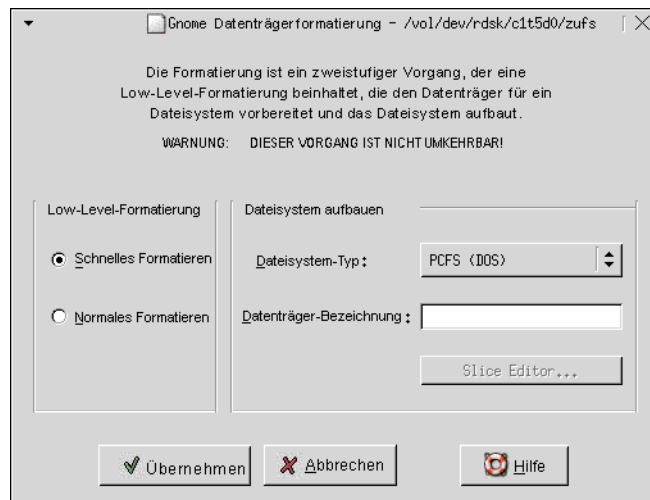 Gnome Datenträgerformatierung - /vol/dev/rdsk/c1t5d0/zufs
Die Formatierung ist ein zweistufiger Vorgang, der eine
Low-Level-Formatierung beinhaltet, die den Datenträger für ein
Dateisystem vorbereitet und das Dateisystem aufbaut.
WARNUNG: DIESER VORGANG IST NICHT UMKEHRBAR!
Low-Level-Formatierung
Schnelles Formatieren
Normales Formatieren
Dateisystem aufbauen
Dateisystem-Typ: PCFS (DOS)
Datenträger-Bezeichnung:
Slice Editor...
Übernehmen
Abbrechen
Hilfe